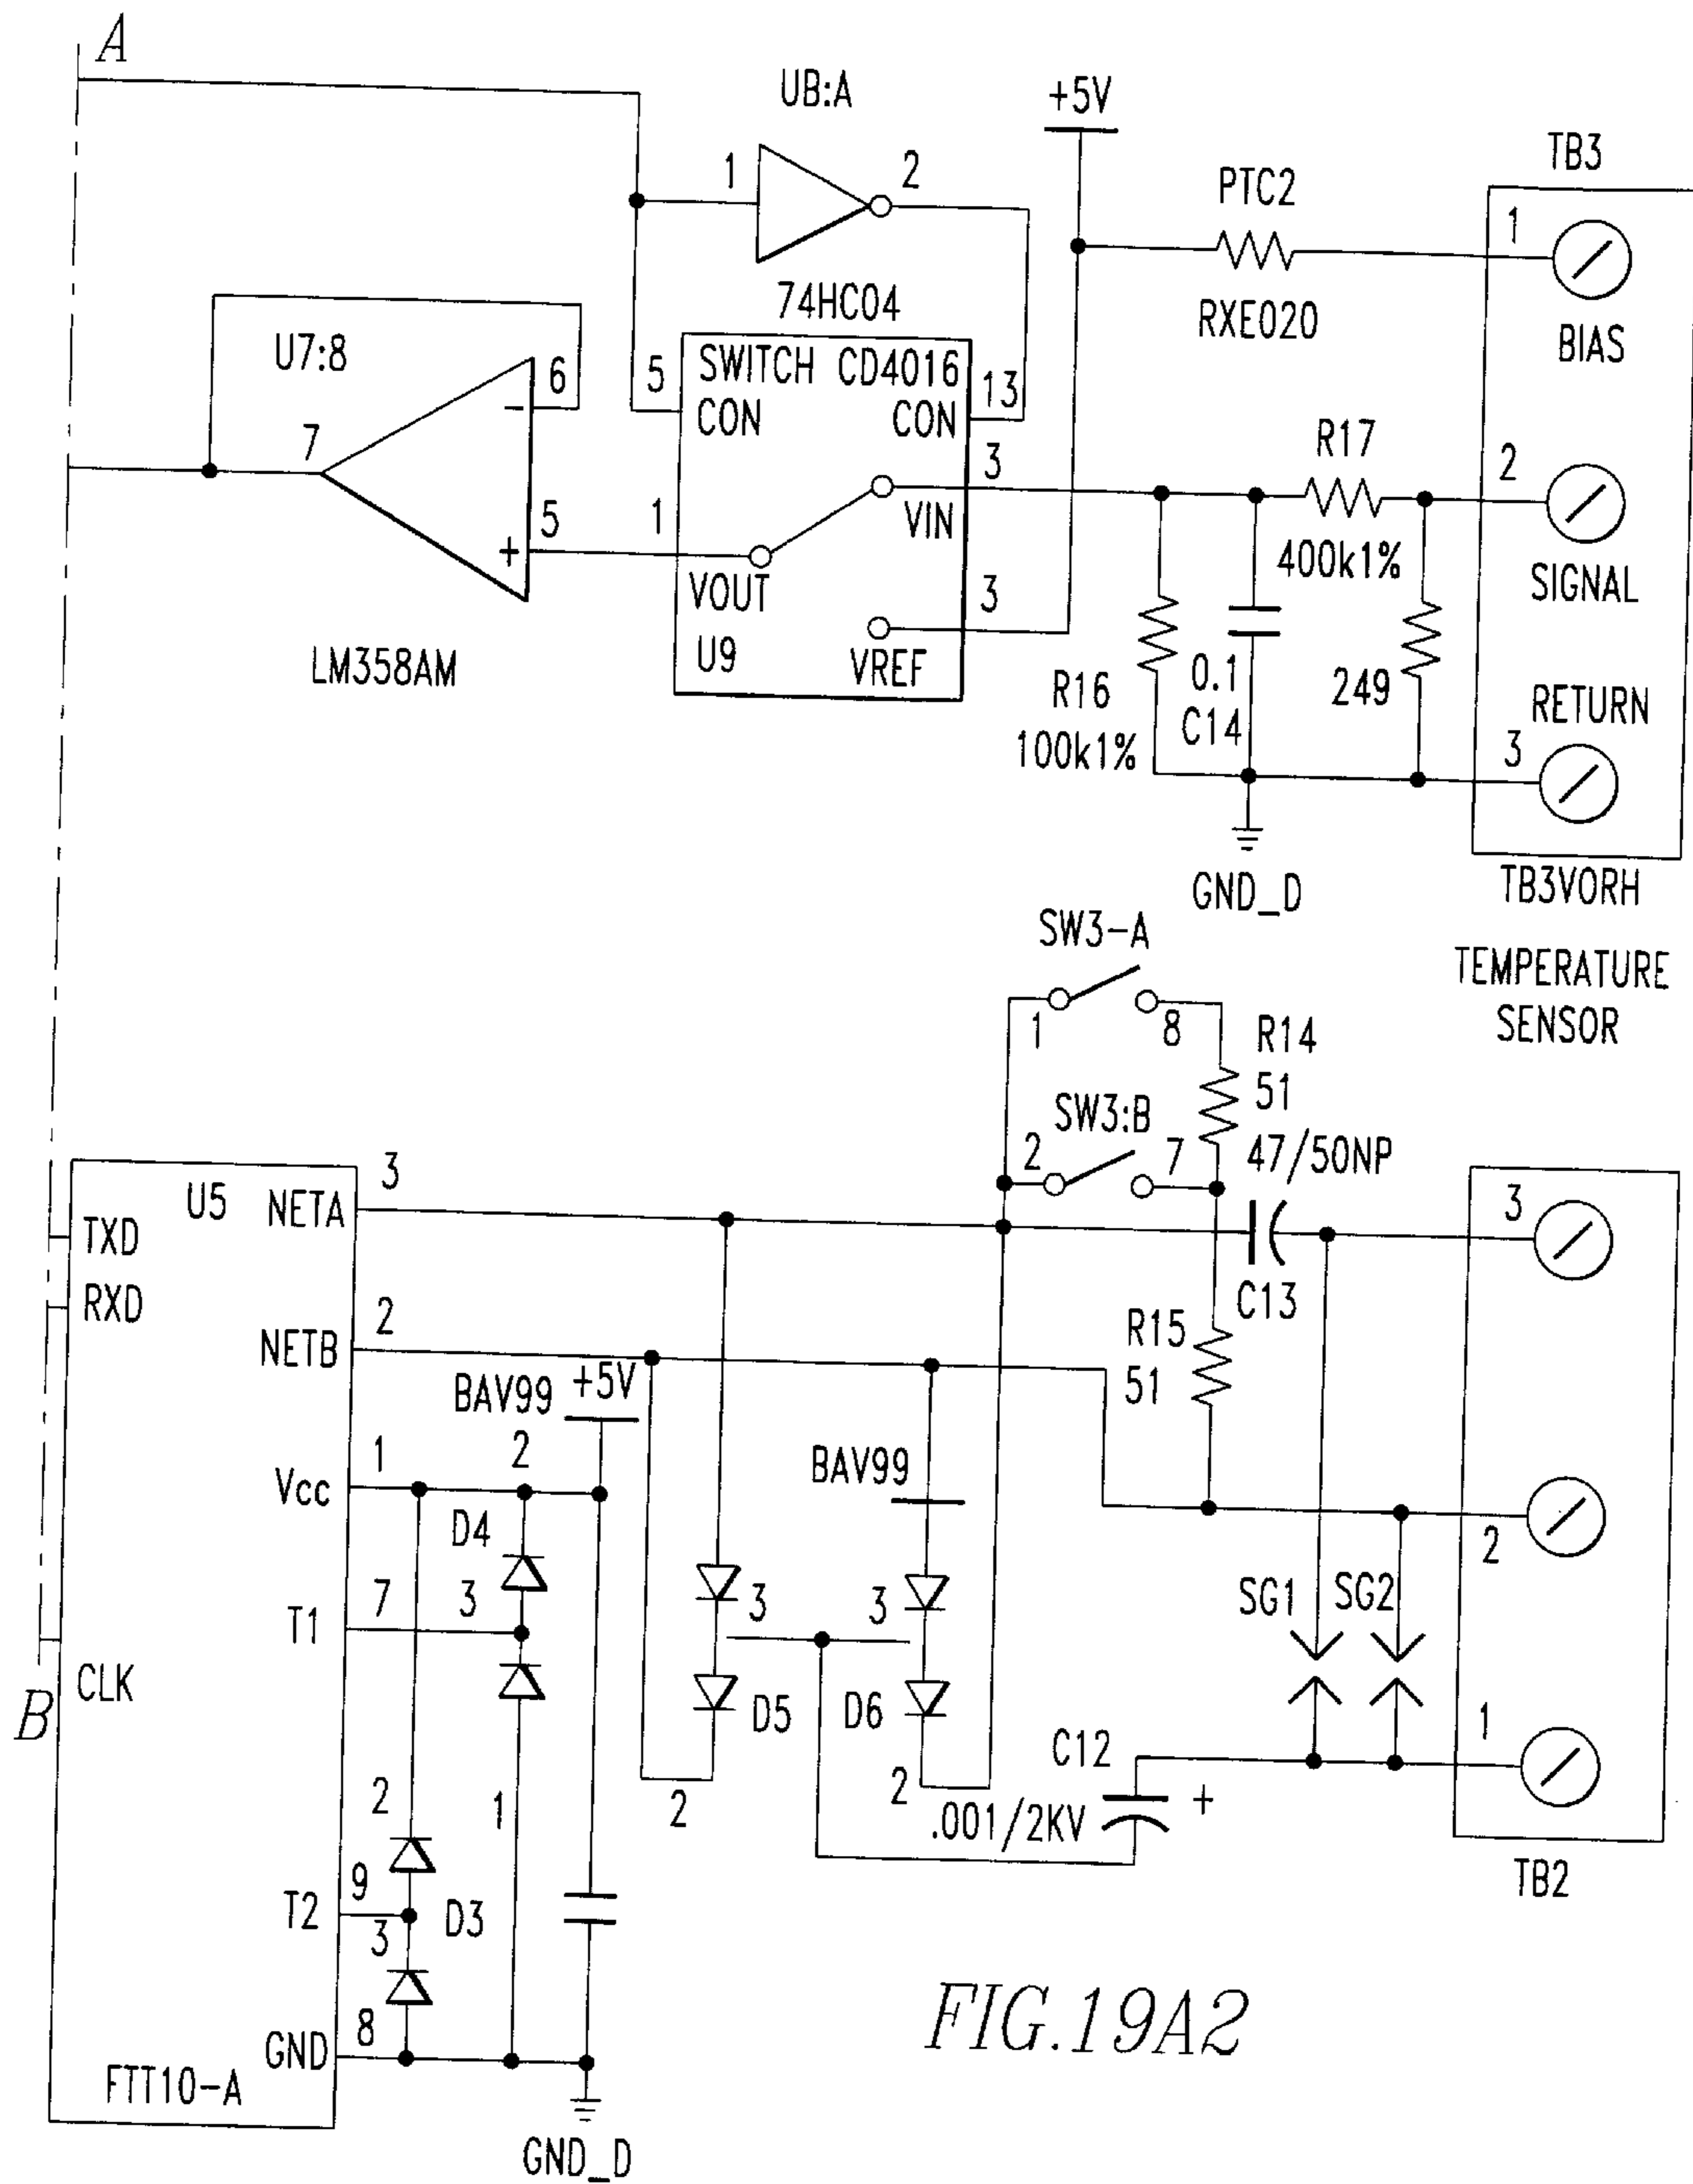 A
UB:A
+5V
TB3
1
2
PTC2
1
74HC04
RXE020
BIAS
U7:8
6
5
SWITCH CD4016
13
-
CON
CON
R17
7
3
2
5
1
VIN
+
400k1%
VOUT
3
SIGNAL
U9
VREF
LM358AM
R16
0.1
249
RETURN
100k1%
C14
3
GND_D
TB3VORH
SW3-A
TEMPERATURE
SENSOR
1
8
R14
51
SW3:B
2
7
47/50NP
U5
NETA
3
3
TXD
RXD
C13
NETB
2
R15
51
BAV99
+5V
BAV99
Vcc
1
2
D4
2
T1
7
3
3
3
SG1
SG2
CLK
B
D5
D6
C12
1
2
1
2
2
.001/2KV
+
TB2
9
T2
3
D3
8
GND
FTT10-A
GND_D
FIG.19A2